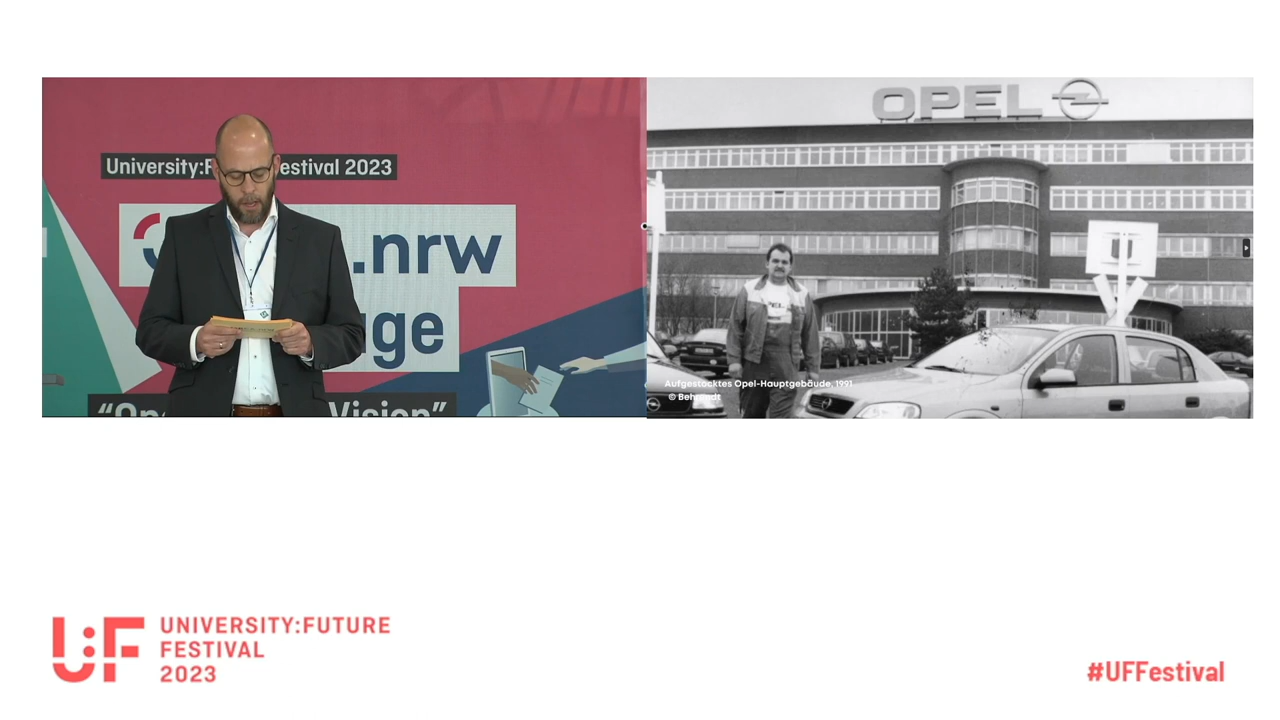 University:F
estival 2023
.nrw
ge
Vision”
OPEL
Aufgestocktes Opel-Hauptgebäude, 1991
U:F
UNIVERSITY:FUTURE
FESTIVAL
2023
#UFFestival